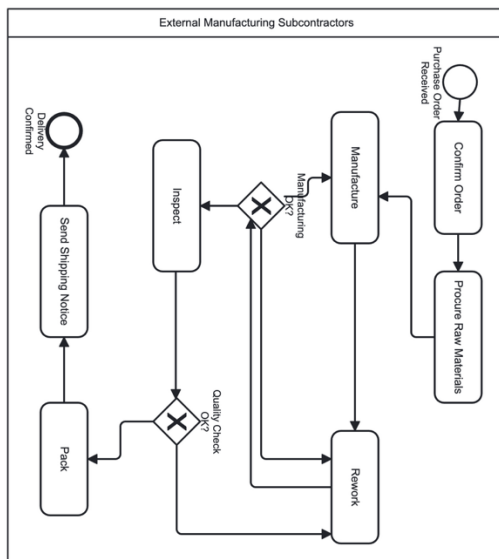 External Manufacturing Subcontractors
Purchase Order
Received
Confirm Order
Procure Raw Materials
Manufacture
Rework
Manufacturing
OK?
Inspect
Quality Check
OK?
Pack
Send Shipping Notice
Delivery
Confirmed